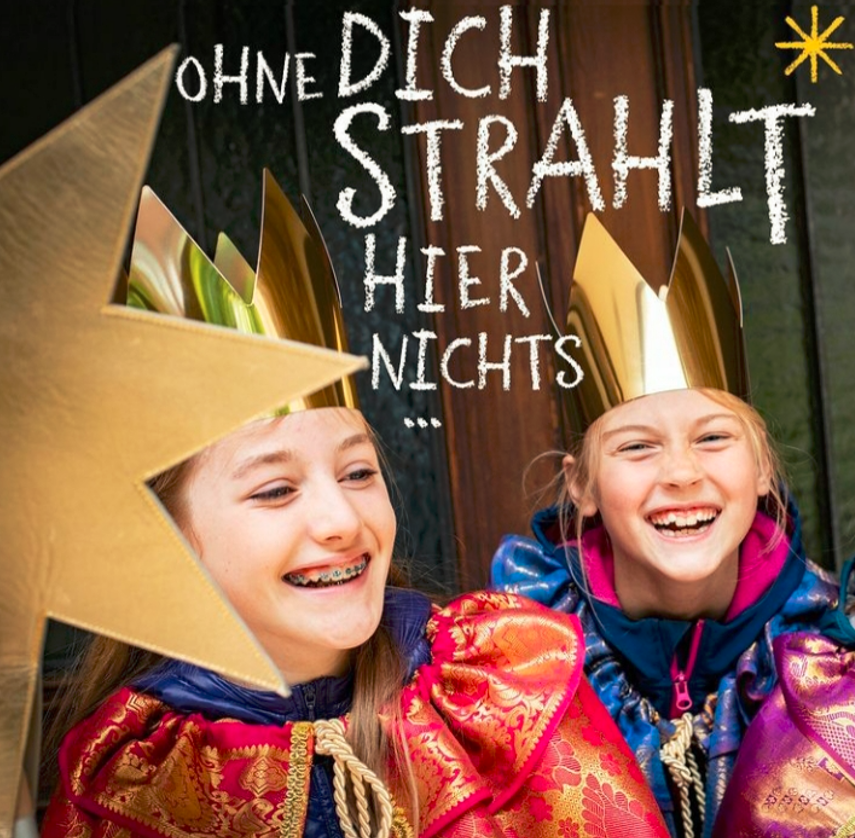 OHNE DICH
STRAHLT
HIER
NICHTS
...